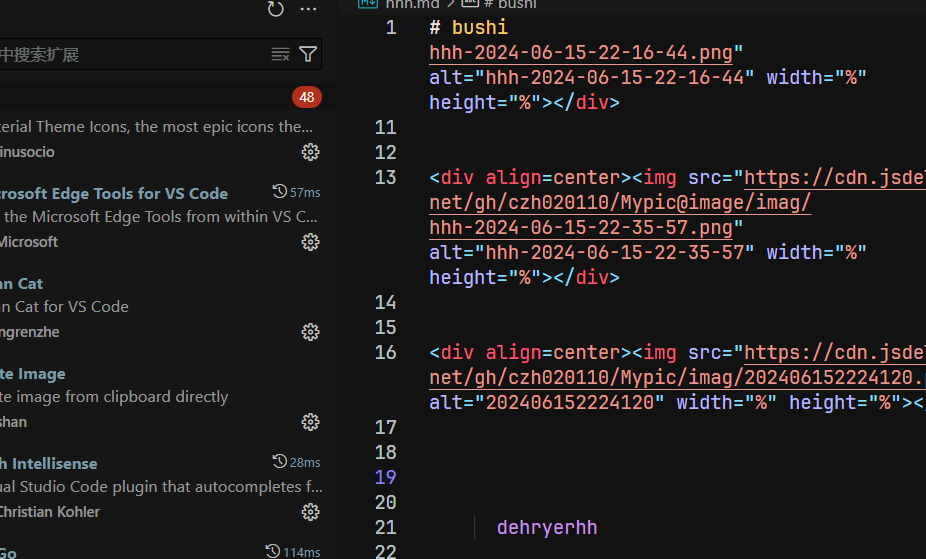 hhh.md > # bushi
中搜索扩展
48
erial Theme Icons, the most epic icons the...
inusocio
crosoft Edge Tools for VS Code 57ms
the Microsoft Edge Tools from within VS C...
Microsoft
an Cat
n Cat for VS Code
ngrenzhe
te Image
te image from clipboard directly
shan
h Intellisense 28ms
ual Studio Code plugin that autocompletes f...
Christian Kohler
Go 114ms
1 # bushi
hhh-2024-06-15-22-16-44.png"
alt="hhh-2024-06-15-22-16-44" width="%"
height="%"></div>
11
12
13 <div align=center><img src="https://cdn.jsde
net/gh/czh020110/Mypic@image/imag/
hhh-2024-06-15-22-35-57.png"
alt="hhh-2024-06-15-22-35-57" width="%"
height="%"></div>
14
15
16 <div align=center><img src="https://cdn.jsde
net/gh/czh020110/Mypic/imag/202406152224120.
alt="202406152224120" width="%" height="%"></
17
18
19
20
21 dehryerhh
22